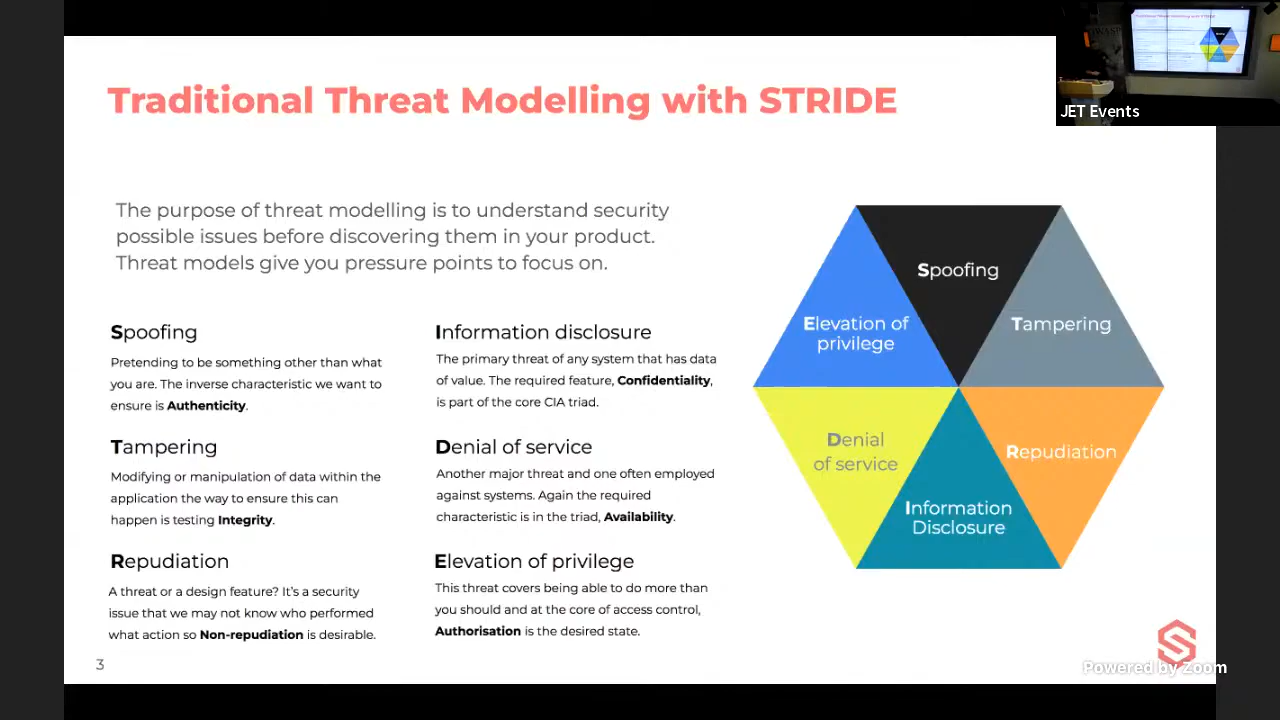 Traditional Threat Modelling with STRIDE
JET Events
The purpose of threat modelling is to understand security
possible issues before discovering them in your product.
Threat models give you pressure points to focus on.
Spoofing
Pretending to be something other than what
you are. The inverse characteristic we want to
ensure is Authenticity.
Tampering
Modifying or manipulation of data within the
application the way to ensure this can
happen is testing Integrity.
Repudiation
A threat or a design feature? It's a security
issue that we may not know who performed
what action so Non-repudiation is desirable.
Information disclosure
The primary threat of any system that has data
of value. The required feature, Confidentiality,
is part of the core CIA triad.
Denial of service
Another major threat and one often employed
against systems. Again the required
characteristic is in the triad, Availability.
Elevation of privilege
This threat covers being able to do more than
you should and at the core of access control,
Authorisation is the desired state.
Spoofing
Tampering
Repudiation
Information
Disclosure
Denial
of service
Elevation of
privilege
3
Powered by Zoom